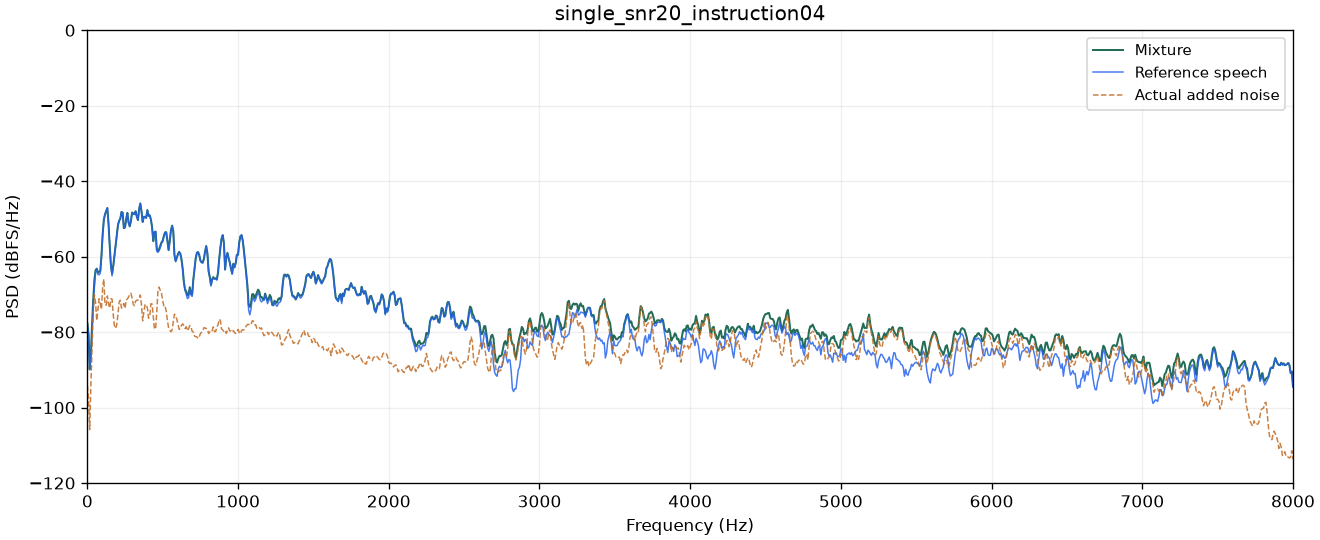 single_snr20_instruction04
Mixture
Reference speech
Actual added noise
0
−20
−40
−60
−80
−100
−120
PSD (dBFS/Hz)
0 1000 2000 3000 4000 5000 6000 7000 8000
Frequency (Hz)